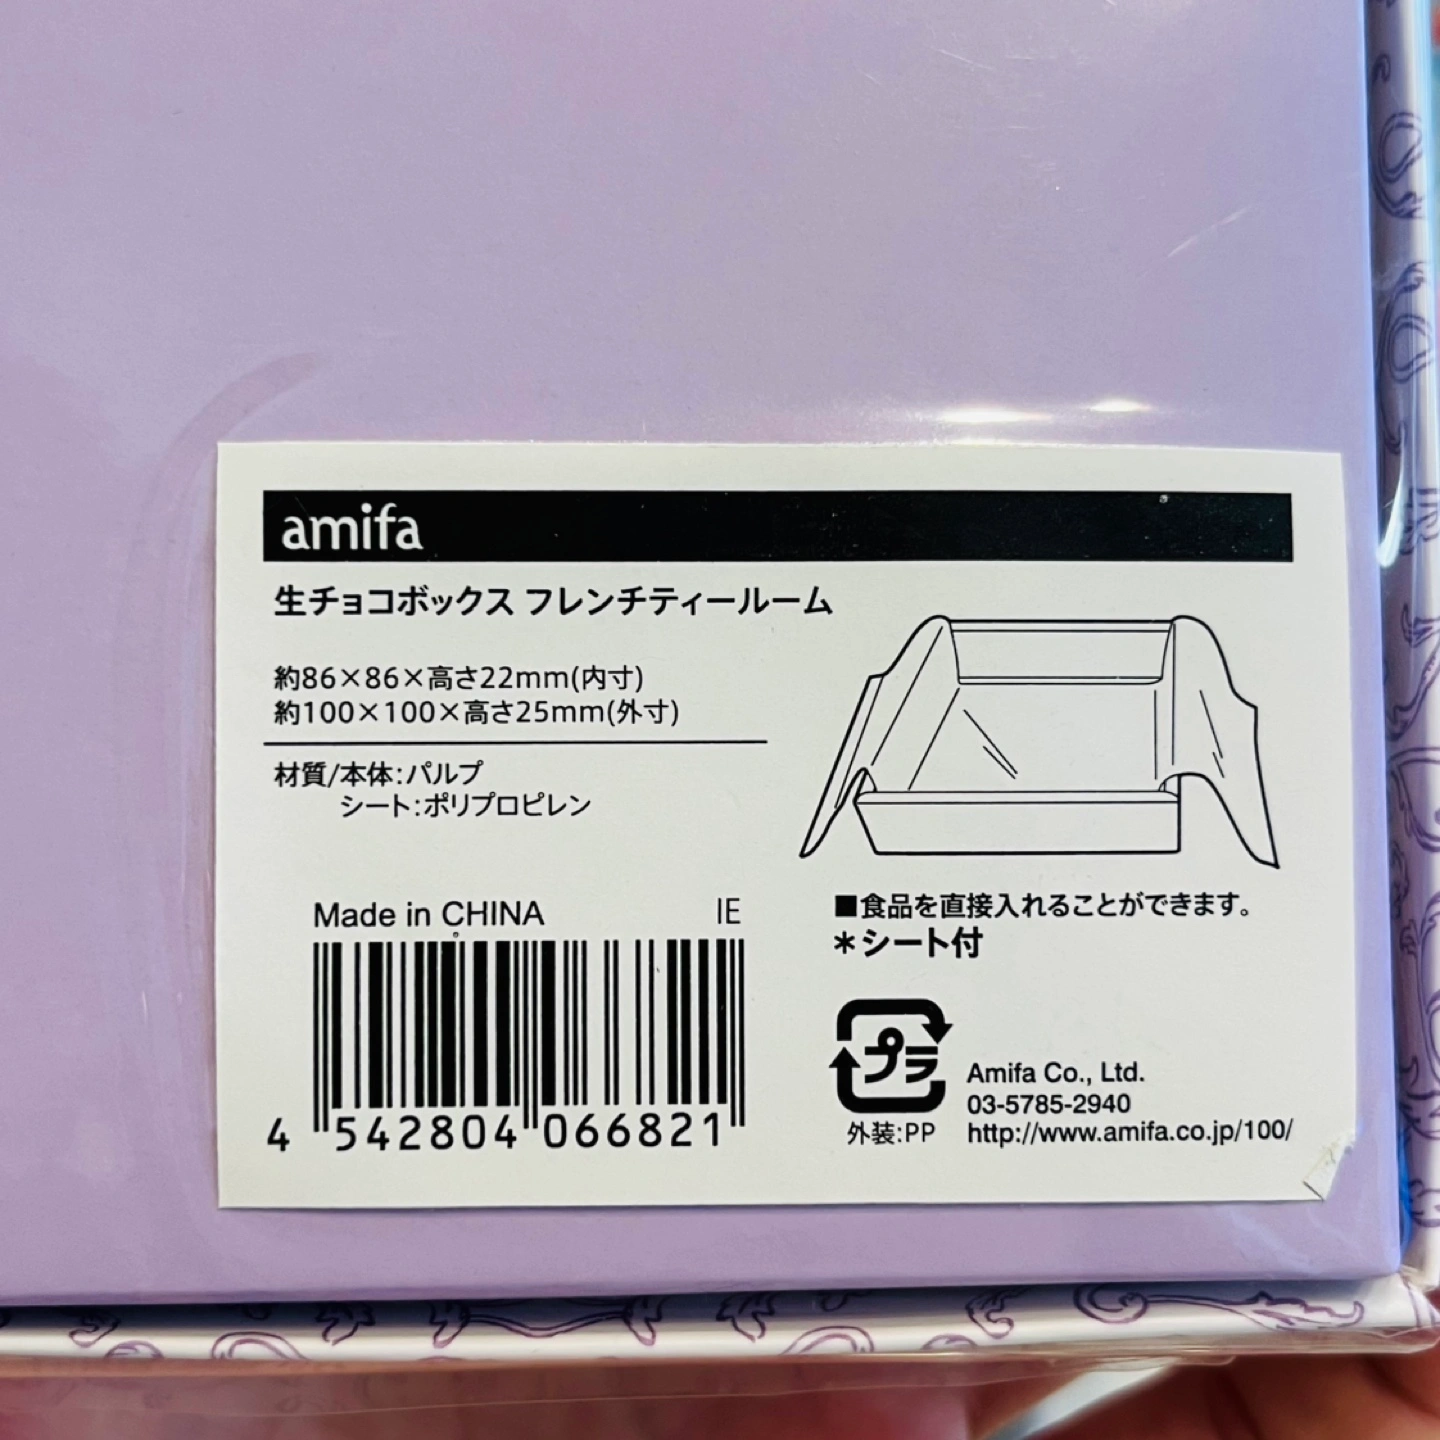 amifa
生チョコボックス フレンチティールーム
約86×86×高さ22mm(内寸)
約100×100×高さ25mm(外寸)
材質/本体:パルプ
シート:ポリプロピレン
Made in CHINA IE
4 542804 066821
■食品を直接入れることができます。
＊シート付
プラ
外装:PP
Amifa Co., Ltd.
03-5785-2940
http://www.amifa.co.jp/100/